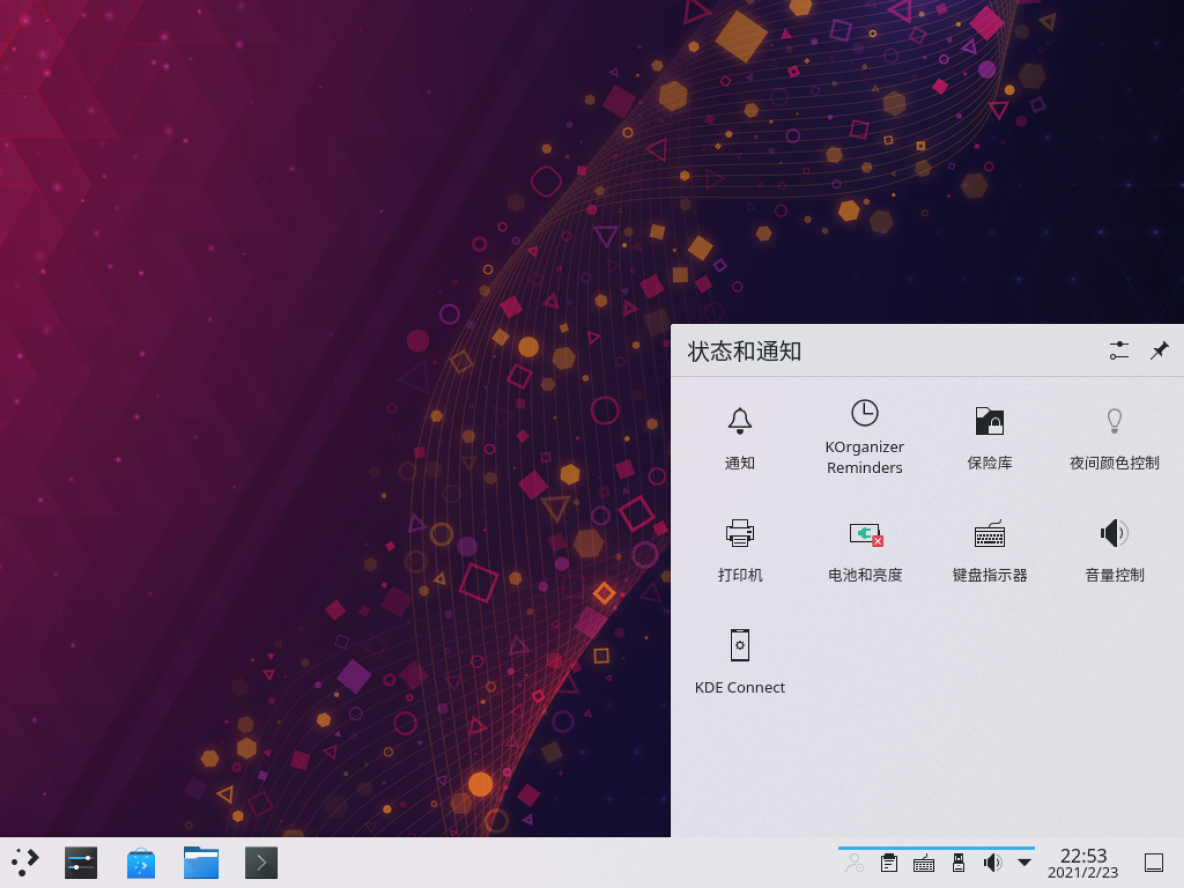 状态和通知
通知
KOrganizer
Reminders
保险库
夜间颜色控制
打印机
电池和亮度
键盘指示器
音量控制
KDE Connect
22:53
2021/2/23